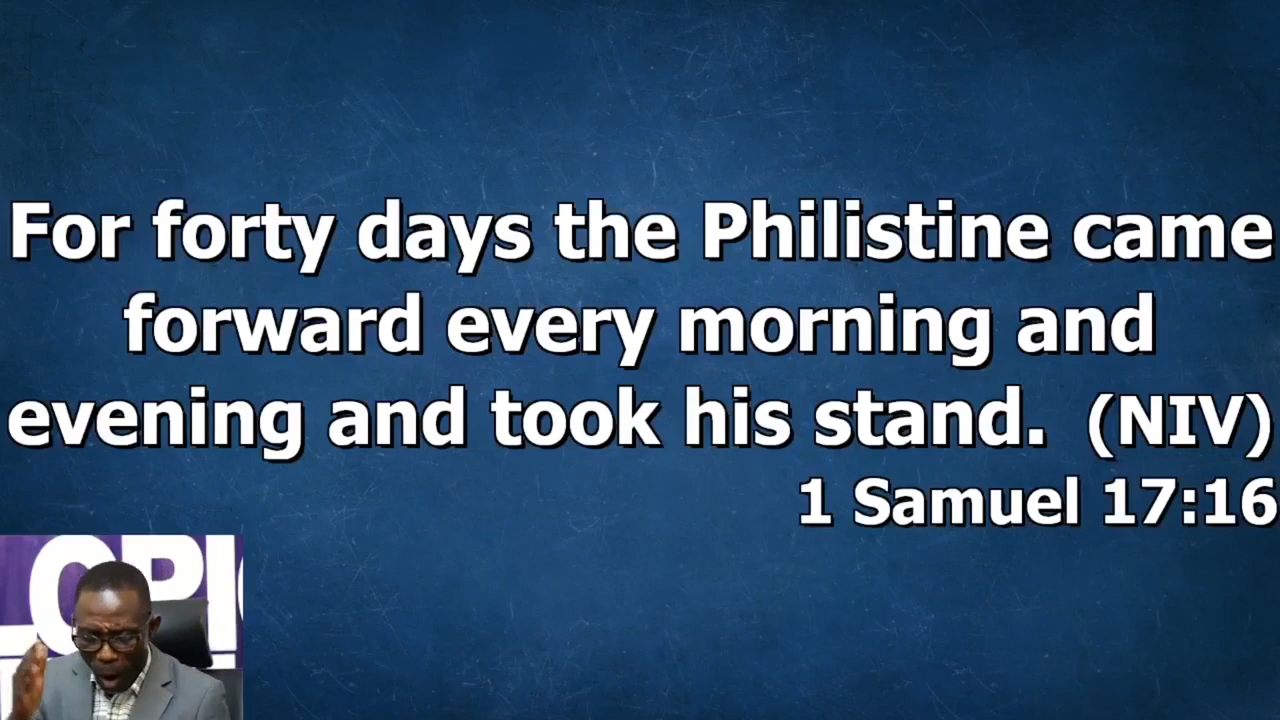 For forty days the Philistine came
forward every morning and
evening and took his stand. (NIV)
1 Samuel 17:16